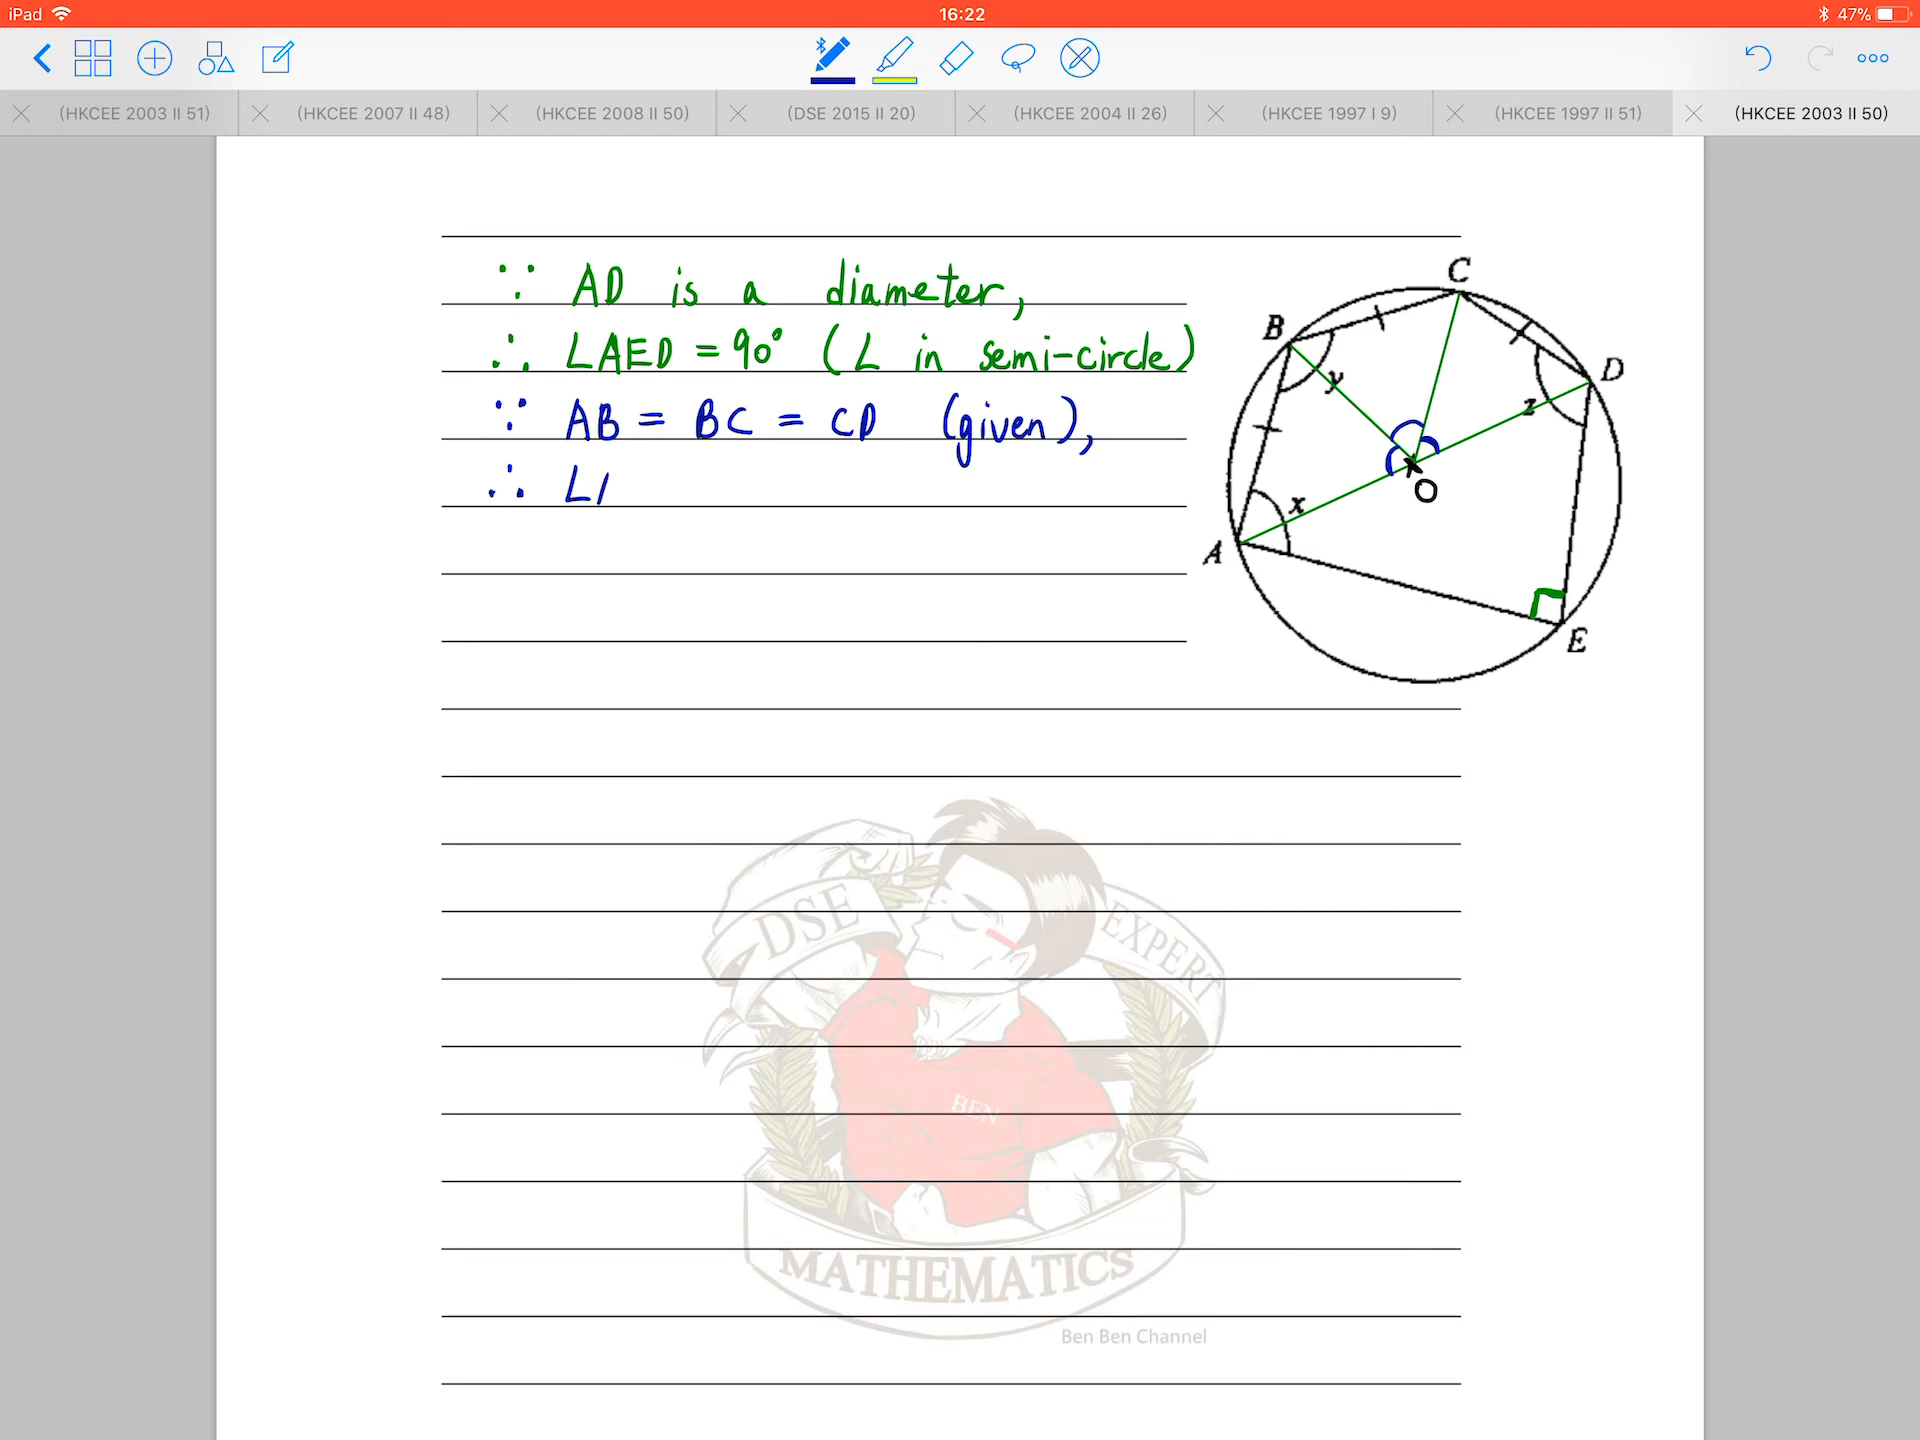 iPad 16:22 47%
(HKCEE 2003 II 51) (HKCEE 2007 II 48) (HKCEE 2008 II 50) (DSE 2015 II 20) (HKCEE 2004 II 26) (HKCEE 1997 I 9) (HKCEE 1997 II 51) (HKCEE 2003 II 50)
∵ AD is a diameter,
∴ ∠AED = 90° (∠ in semi-circle)
∵ AB = BC = CD (given),
∴ ∠
C
B
D
y
z
O
x
A
E
DSE EXPERT
BEN
MATHEMATICS
Ben Ben Channel